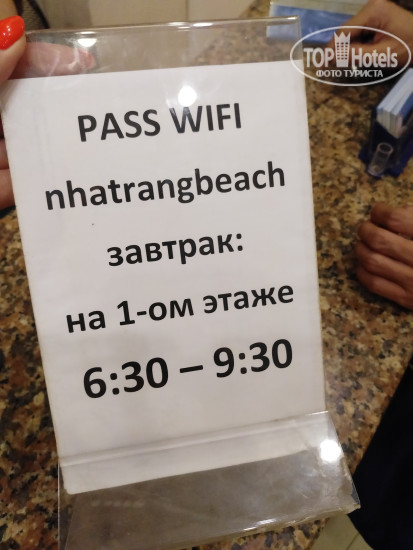 TOP Hotels
ФОТО ТУРИСТА
PASS WIFI
nhatrangbeach
завтрак:
на 1-ом этаже
6:30 – 9:30